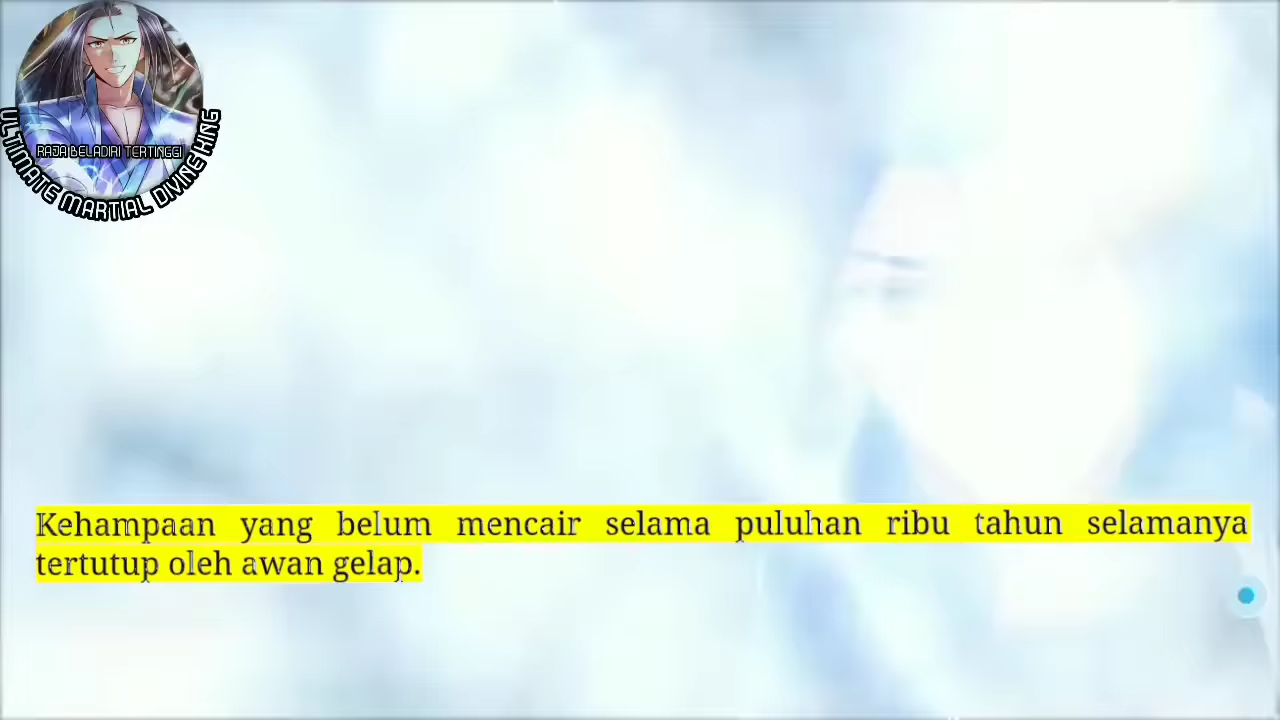 RAJA BELADIRI TERTINGGI
ULTIMATE MARTIAL DIVINE KING
Kehampaan yang belum mencair selama puluhan ribu tahun selamanya
tertutup oleh awan gelap.